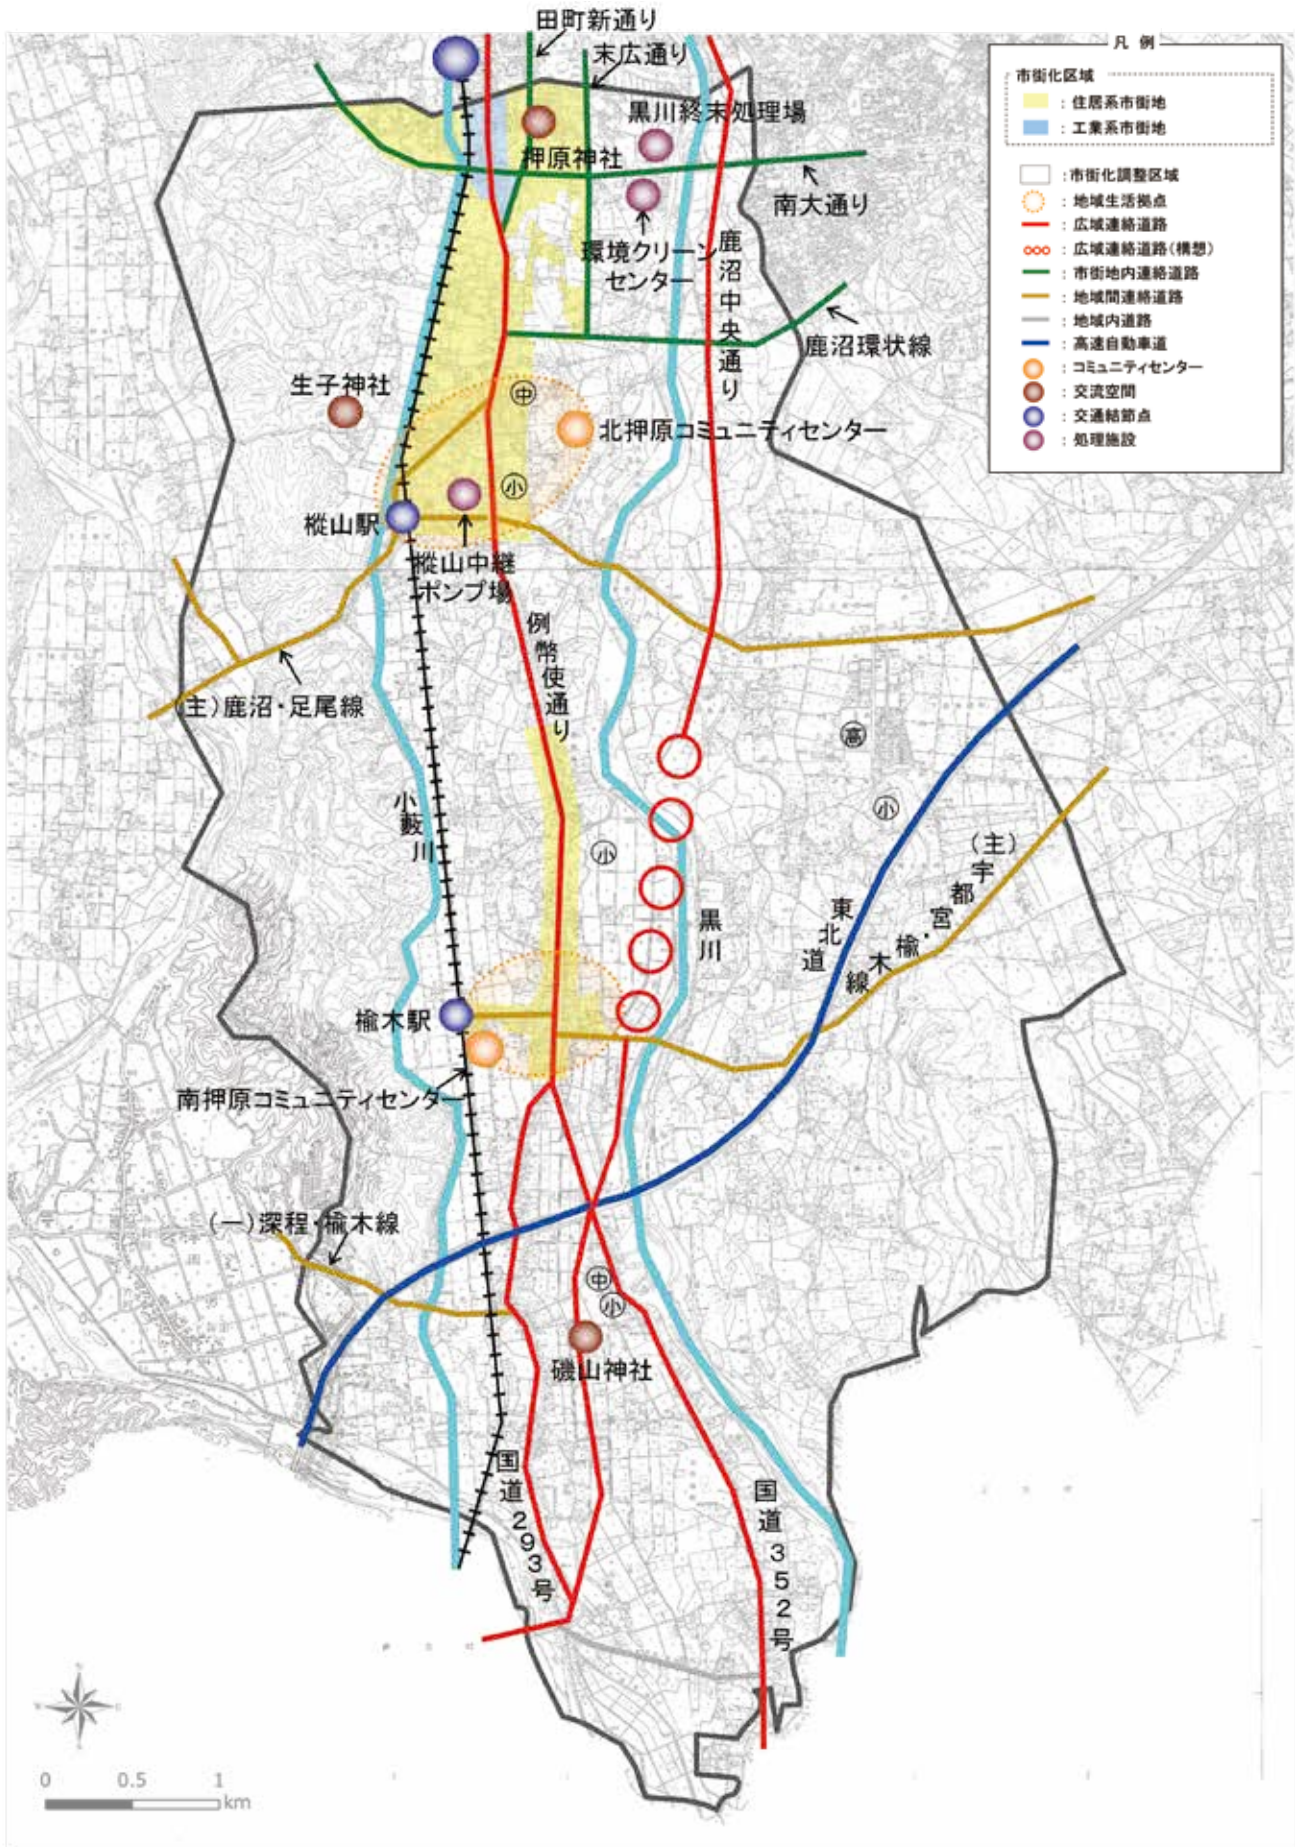 田町新通り
末広通り
黒川終末処理場
押原神社
南大通り
環境クリーン
センター
鹿沼中央通り
鹿沼環状線
凡 例
市街化区域
：住居系市街地
：工業系市街地
：市街化調整区域
：地域生活拠点
：広域連絡道路
：広域連絡道路(構想)
：市街地内連絡道路
：地域間連絡道路
：地域内道路
：高速自動車道
：コミュニティセンター
：交流空間
：交通結節点
：処理施設
生子神社
中
北押原コミュニティセンター
小
樅山駅
樅山中継
ポンプ場
例幣使通り
(主)鹿沼・足尾線
高
小
小藪川
小
(主)宇都宮・楡木線
東北道
黒川
楡木駅
南押原コミュニティセンター
(一)深程・楡木線
中
小
磯山神社
国道293号
国道352号
0 0.5 1
km